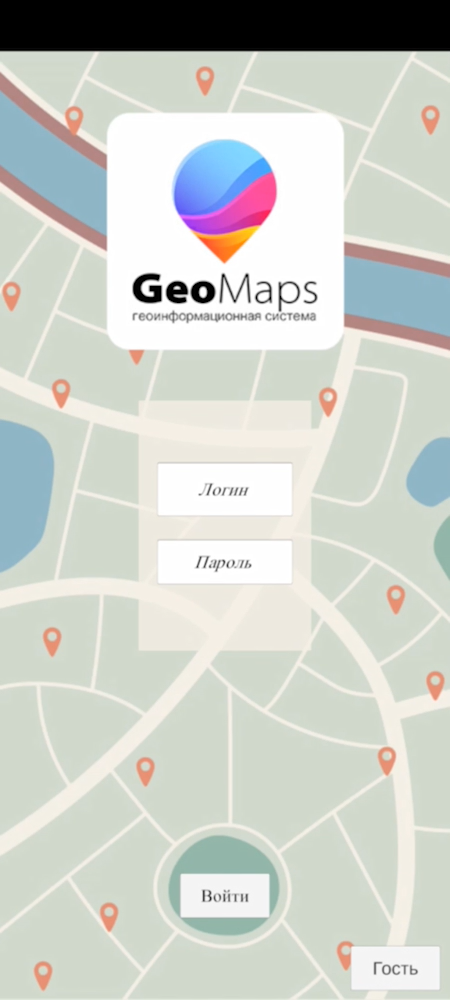 GeoMaps
геоинформационная система
Логин
Пароль
Войти
Гость